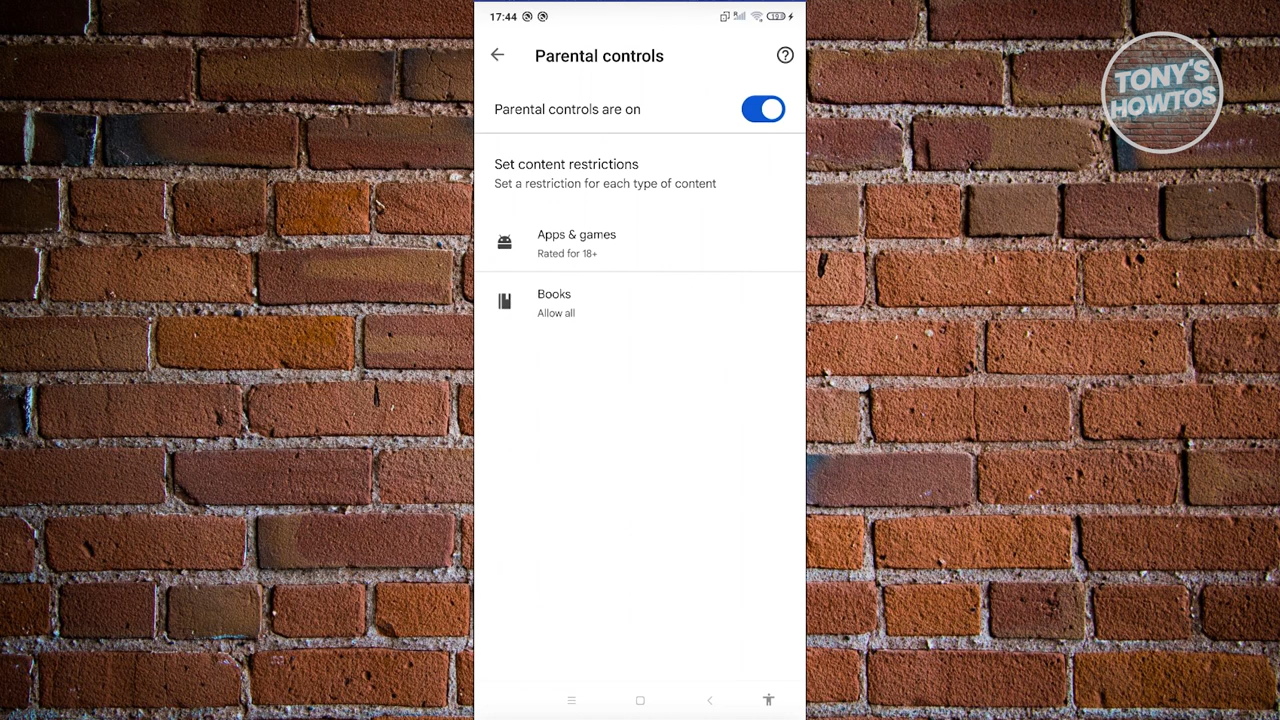 17:44
Parental controls
Parental controls are on
Set content restrictions
Set a restriction for each type of content
Apps & games
Rated for 18+
Books
Allow all
TONY'S
HOWTOS